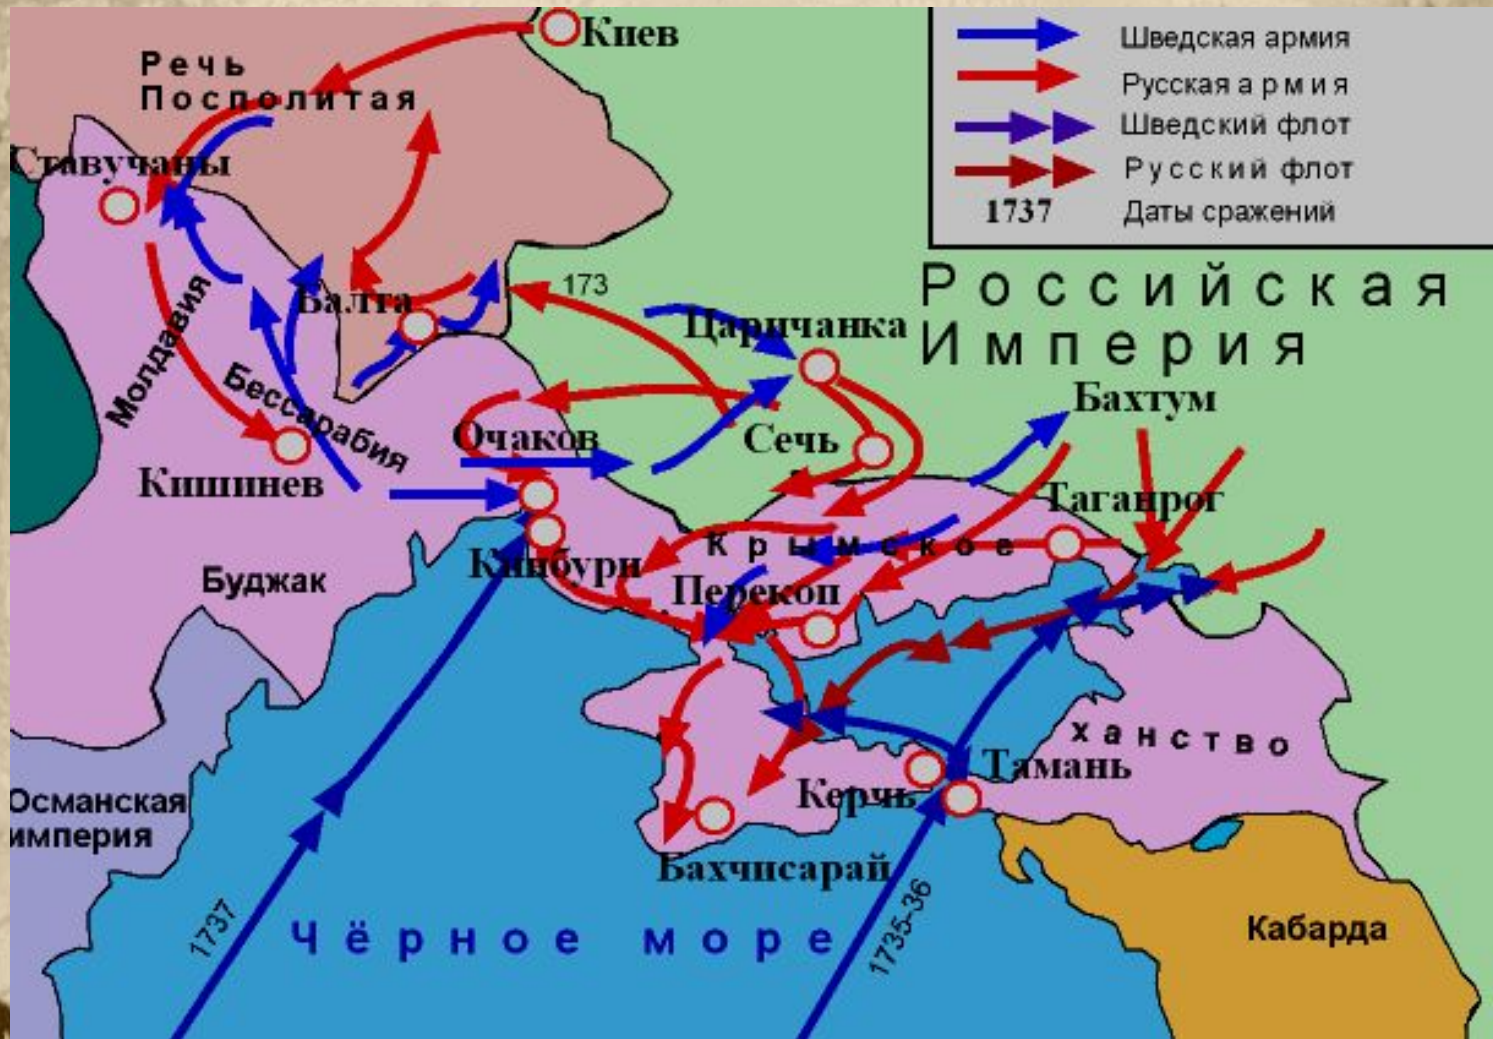 Киев
Шведская армия
Русская армия
Шведский флот
Русский флот
1737 Даты сражений
Речь
Посполитая
Ставучаны
Российская
Империя
173
Балта
Царичанка
Молдавия
Бессарабия
Бахтум
Очаков
Сечь
Кишинев
Таганрог
Крымское
Кинбурн
Перекоп
Буджак
ханство
Тамань
Керчь
Османская
империя
Бахчисарай
1737
Чёрное море
1735-36
Кабарда